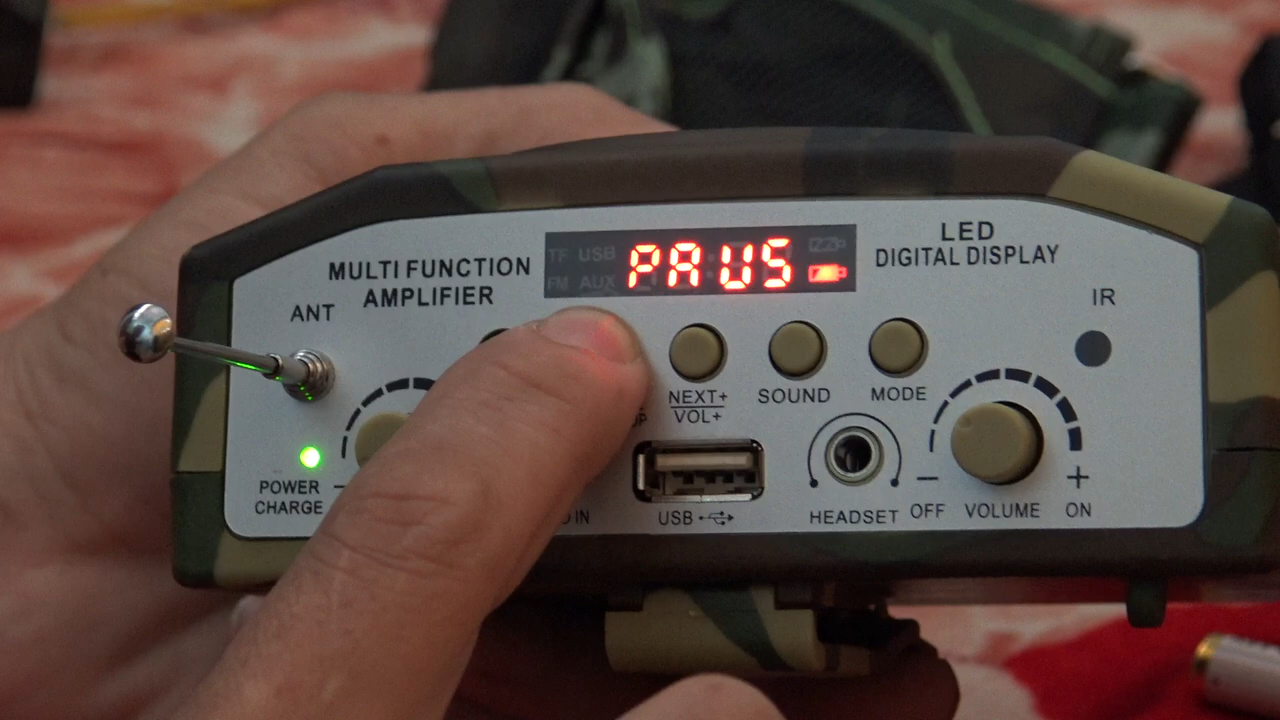 MULTI FUNCTION
AMPLIFIER
TF USB
FM AUX
PAUS
LED
DIGITAL DISPLAY
ANT
IR
NEXT+
VOL+
SOUND
MODE
POWER
CHARGE
−
IN
USB
HEADSET
− +
OFF VOLUME ON